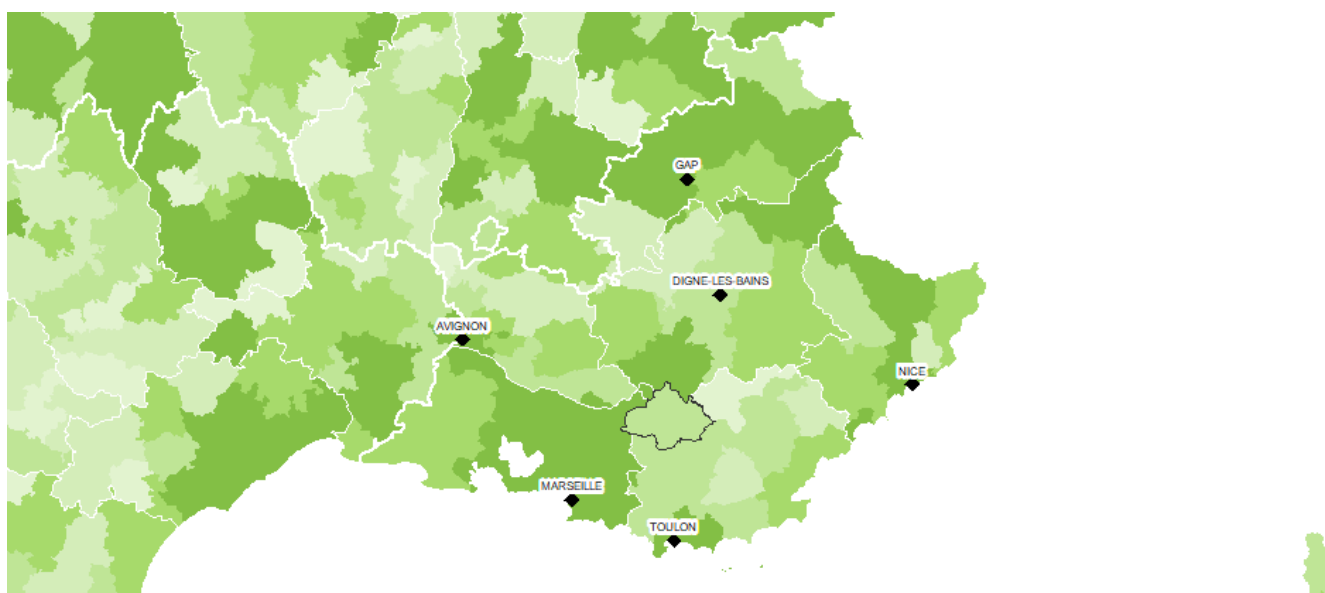 GAP
DIGNE-LES-BAINS
AVIGNON
NICE
MARSEILLE
TOULON